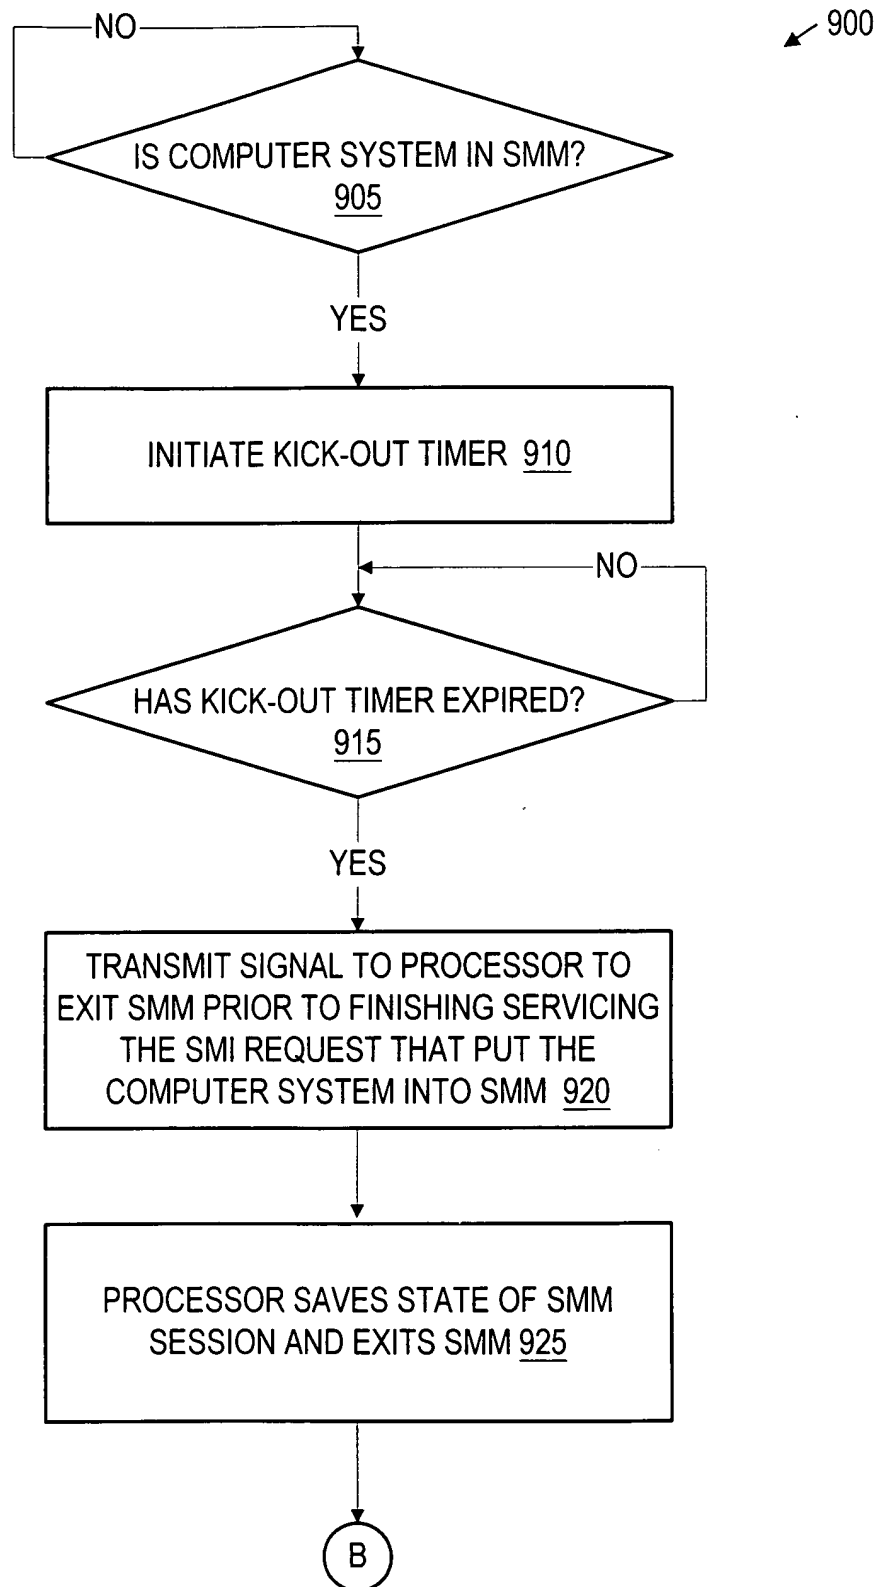 NO
900
IS COMPUTER SYSTEM IN SMM?
905
YES
INITIATE KICK-OUT TIMER 910
NO
HAS KICK-OUT TIMER EXPIRED?
915
YES
TRANSMIT SIGNAL TO PROCESSOR TO
EXIT SMM PRIOR TO FINISHING SERVICING
THE SMI REQUEST THAT PUT THE
COMPUTER SYSTEM INTO SMM 920
PROCESSOR SAVES STATE OF SMM
SESSION AND EXITS SMM 925
B